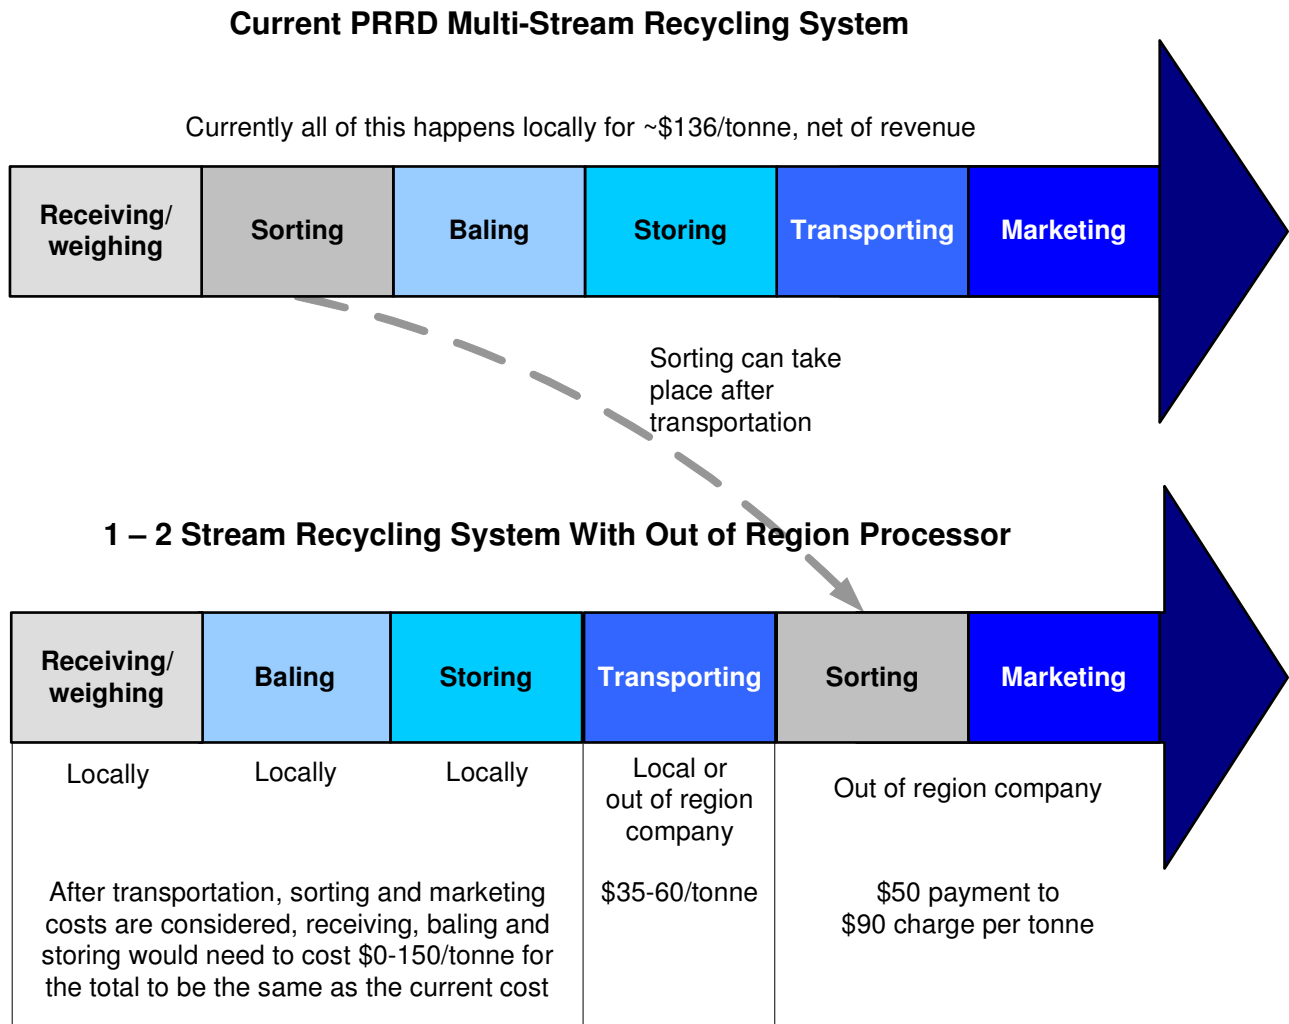 Current PRRD Multi-Stream Recycling System
Currently all of this happens locally for ~$136/tonne, net of revenue
Receiving/
weighing
Sorting
Baling
Storing
Transporting
Marketing
Sorting can take
place after
transportation
1 – 2 Stream Recycling System With Out of Region Processor
Receiving/
weighing
Baling
Storing
Transporting
Sorting
Marketing
Locally
Locally
Locally
Local or
out of region
company
Out of region company
After transportation, sorting and marketing
costs are considered, receiving, baling and
storing would need to cost $0-150/tonne for
the total to be the same as the current cost
$35-60/tonne
$50 payment to
$90 charge per tonne